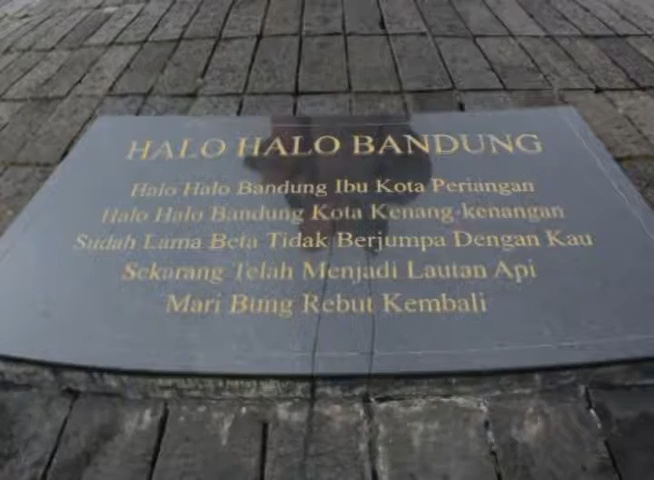 HALO HALO BANDUNG
Halo Halo Bandung Ibu Kota Periangan
Halo Halo Bandung Kota Kenang-kenangan
Sudah Lama Beta Tidak Berjumpa Dengan Kau
Sekarang Telah Menjadi Lautan Api
Mari Bung Rebut Kembali